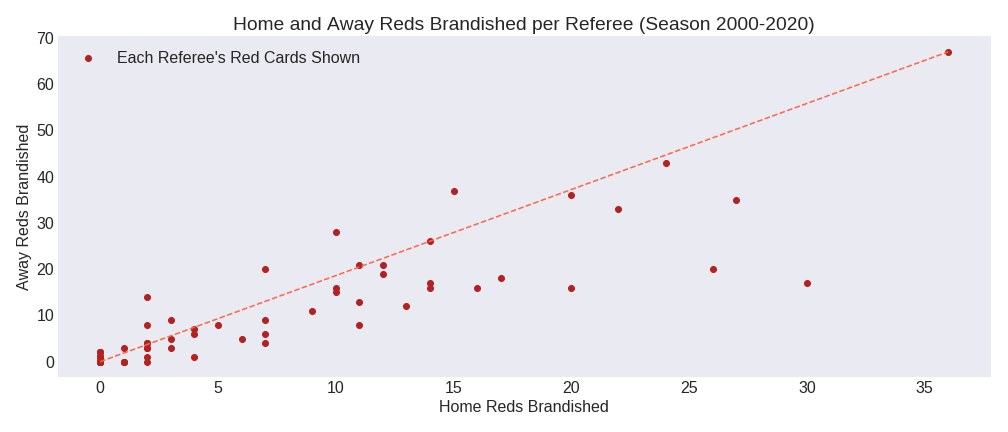 Home and Away Reds Brandished per Referee (Season 2000-2020)
Each Referee's Red Cards Shown
Away Reds Brandished
70
60
50
40
30
20
10
0
0 5 10 15 20 25 30 35
Home Reds Brandished